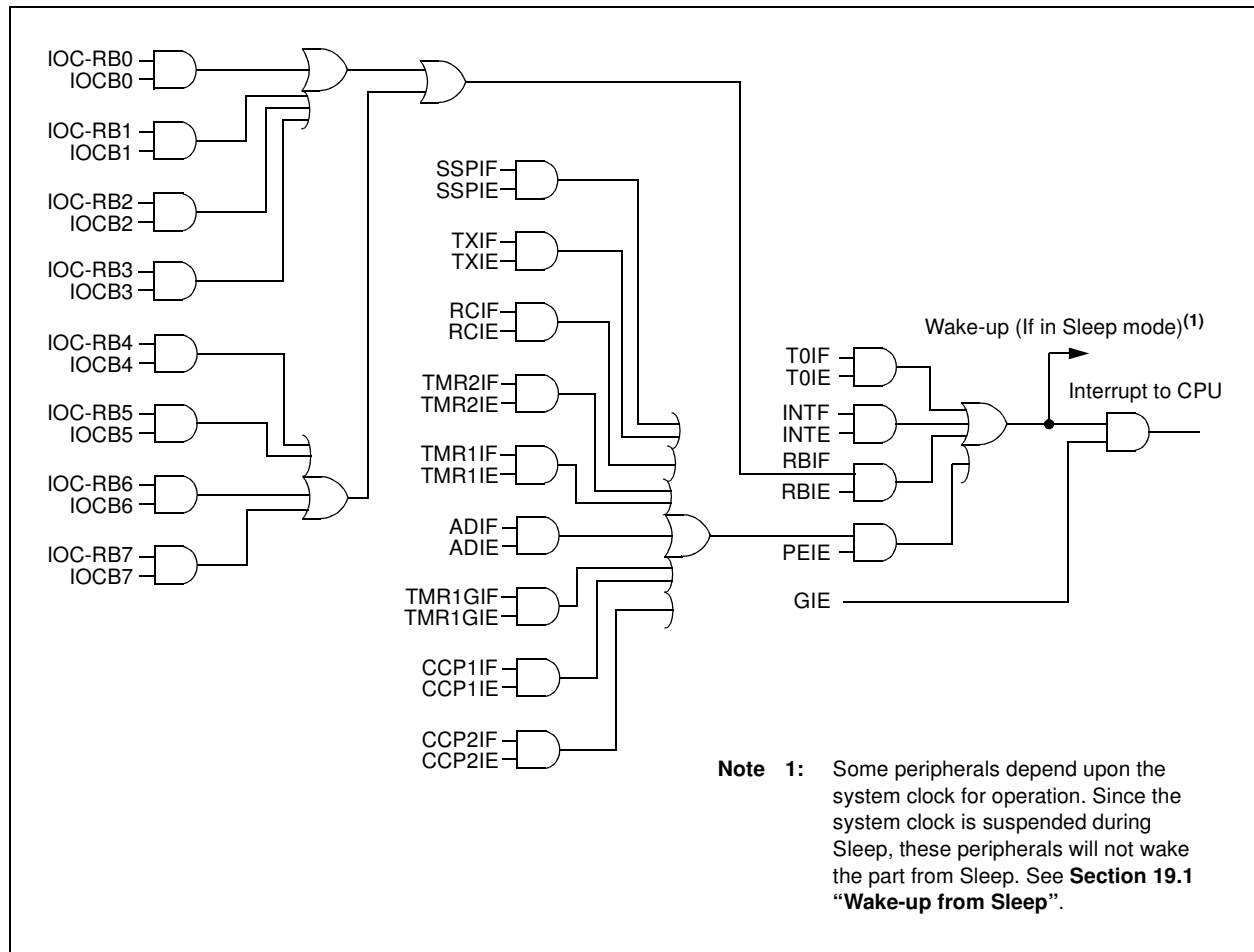 IOC-RB0
IOCB0
IOC-RB1
IOCB1
IOC-RB2
IOCB2
IOC-RB3
IOCB3
IOC-RB4
IOCB4
IOC-RB5
IOCB5
IOC-RB6
IOCB6
IOC-RB7
IOCB7
SSPIF
SSPIE
TXIF
TXIE
RCIF
RCIE
TMR2IF
TMR2IE
TMR1IF
TMR1IE
ADIF
ADIE
TMR1GIF
TMR1GIE
CCP1IF
CCP1IE
CCP2IF
CCP2IE
Wake-up (If in Sleep mode)(1)
T0IF
T0IE
Interrupt to CPU
INTF
INTE
RBIF
RBIE
PEIE
GIE
Note 1: Some peripherals depend upon the
system clock for operation. Since the
system clock is suspended during
Sleep, these peripherals will not wake
the part from Sleep. See Section 19.1
“Wake-up from Sleep”.